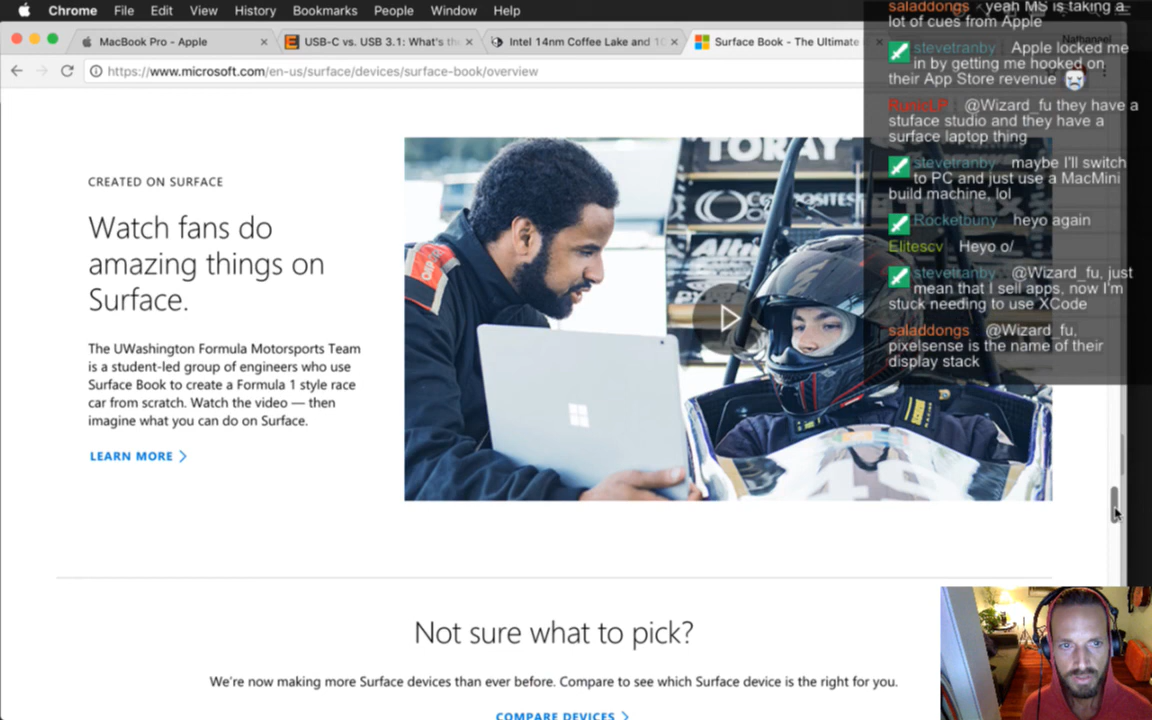 Chrome File Edit View History Bookmarks People Window Help
MacBook Pro - Apple
USB-C vs. USB 3.1: What's the
Intel 14nm Coffee Lake and 10
Surface Book - The Ultimate
https://www.microsoft.com/en-us/surface/devices/surface-book/overview
CREATED ON SURFACE
Watch fans do
amazing things on
Surface.
The UWashington Formula Motorsports Team
is a student-led group of engineers who use
Surface Book to create a Formula 1 style race
car from scratch. Watch the video — then
imagine what you can do on Surface.
LEARN MORE
TORAY
COMPOSITES
saladdongs yeah MS is taking a
lot of cues from Apple
stevetranby Apple locked me
in by getting me hooked on
their App Store revenue
RunicLP @Wizard_fu they have a
stuface studio and they have a
surface laptop thing
stevetranby maybe I'll switch
to PC and just use a MacMini
build machine, lol
Rocketbuny heyo again
Elitescv Heyo o/
stevetranby @Wizard_fu, just
mean that I sell apps, now I'm
stuck needing to use XCode
saladdongs @Wizard_fu,
pixelsense is the name of their
display stack
Not sure what to pick?
We're now making more Surface devices than ever before. Compare to see which Surface device is the right for you.
COMPARE DEVICES